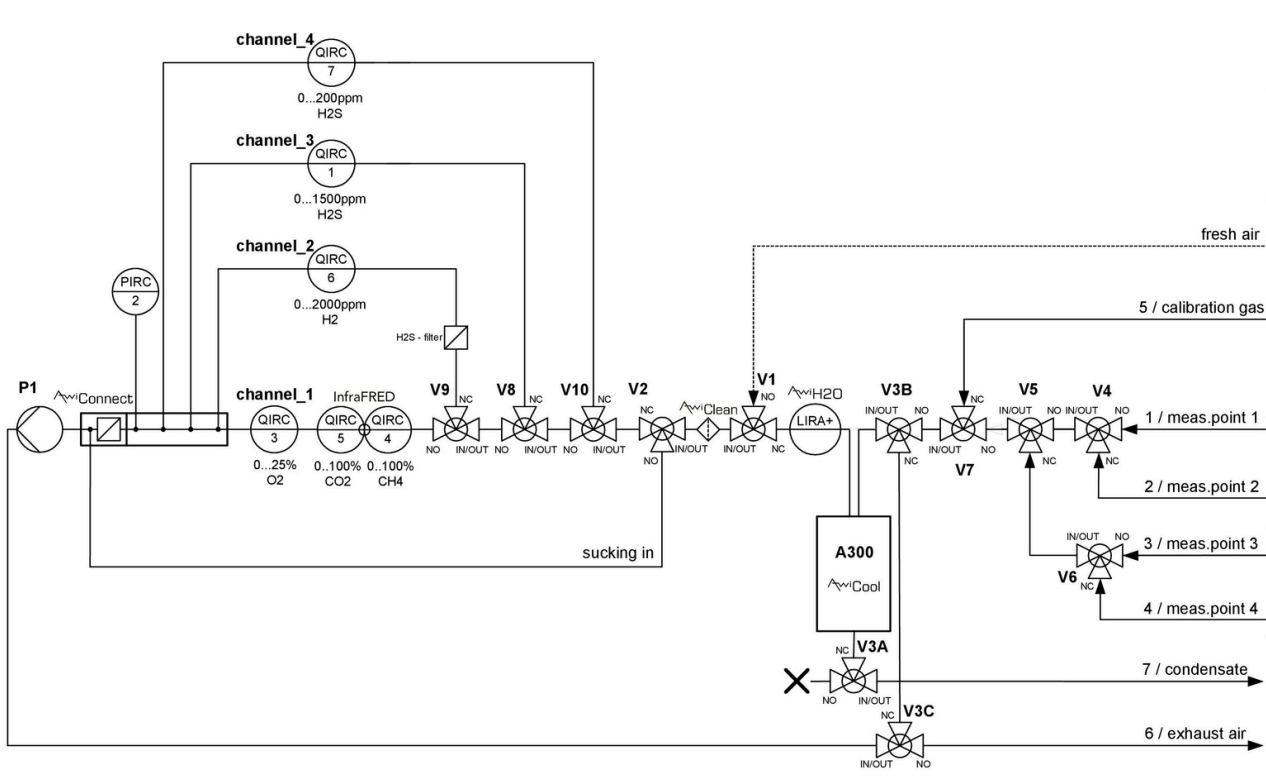 channel_4
QIRC
7
0...200ppm
H2S
channel_3
QIRC
1
0...1500ppm
H2S
channel_2
QIRC
6
0...2000ppm
H2
PIRC
2
H2S - filter
fresh air
5 / calibration gas
P1
AwiConnect
channel_1
QIRC
3
0...25%
O2
InfraFRED
QIRC
5
QIRC
4
0..100%
CO2
0..100%
CH4
V9
NC
NO
IN/OUT
V8
NC
NO
IN/OUT
V10
NC
NO
IN/OUT
V2
NC
NO
IN/OUT
AwiClean
V1
NO
IN/OUT
NC
AwiH2O
LIRA+
V3B
IN/OUT
NO
NC
V7
NC
IN/OUT
NO
V5
IN/OUT
NO
NC
V4
IN/OUT
NO
NC
1 / meas.point 1
2 / meas.point 2
V6
IN/OUT
NO
NC
3 / meas.point 3
4 / meas.point 4
sucking in
A300
AwiCool
V3A
NC
NO
IN/OUT
7 / condensate
V3C
NC
IN/OUT
NO
6 / exhaust air